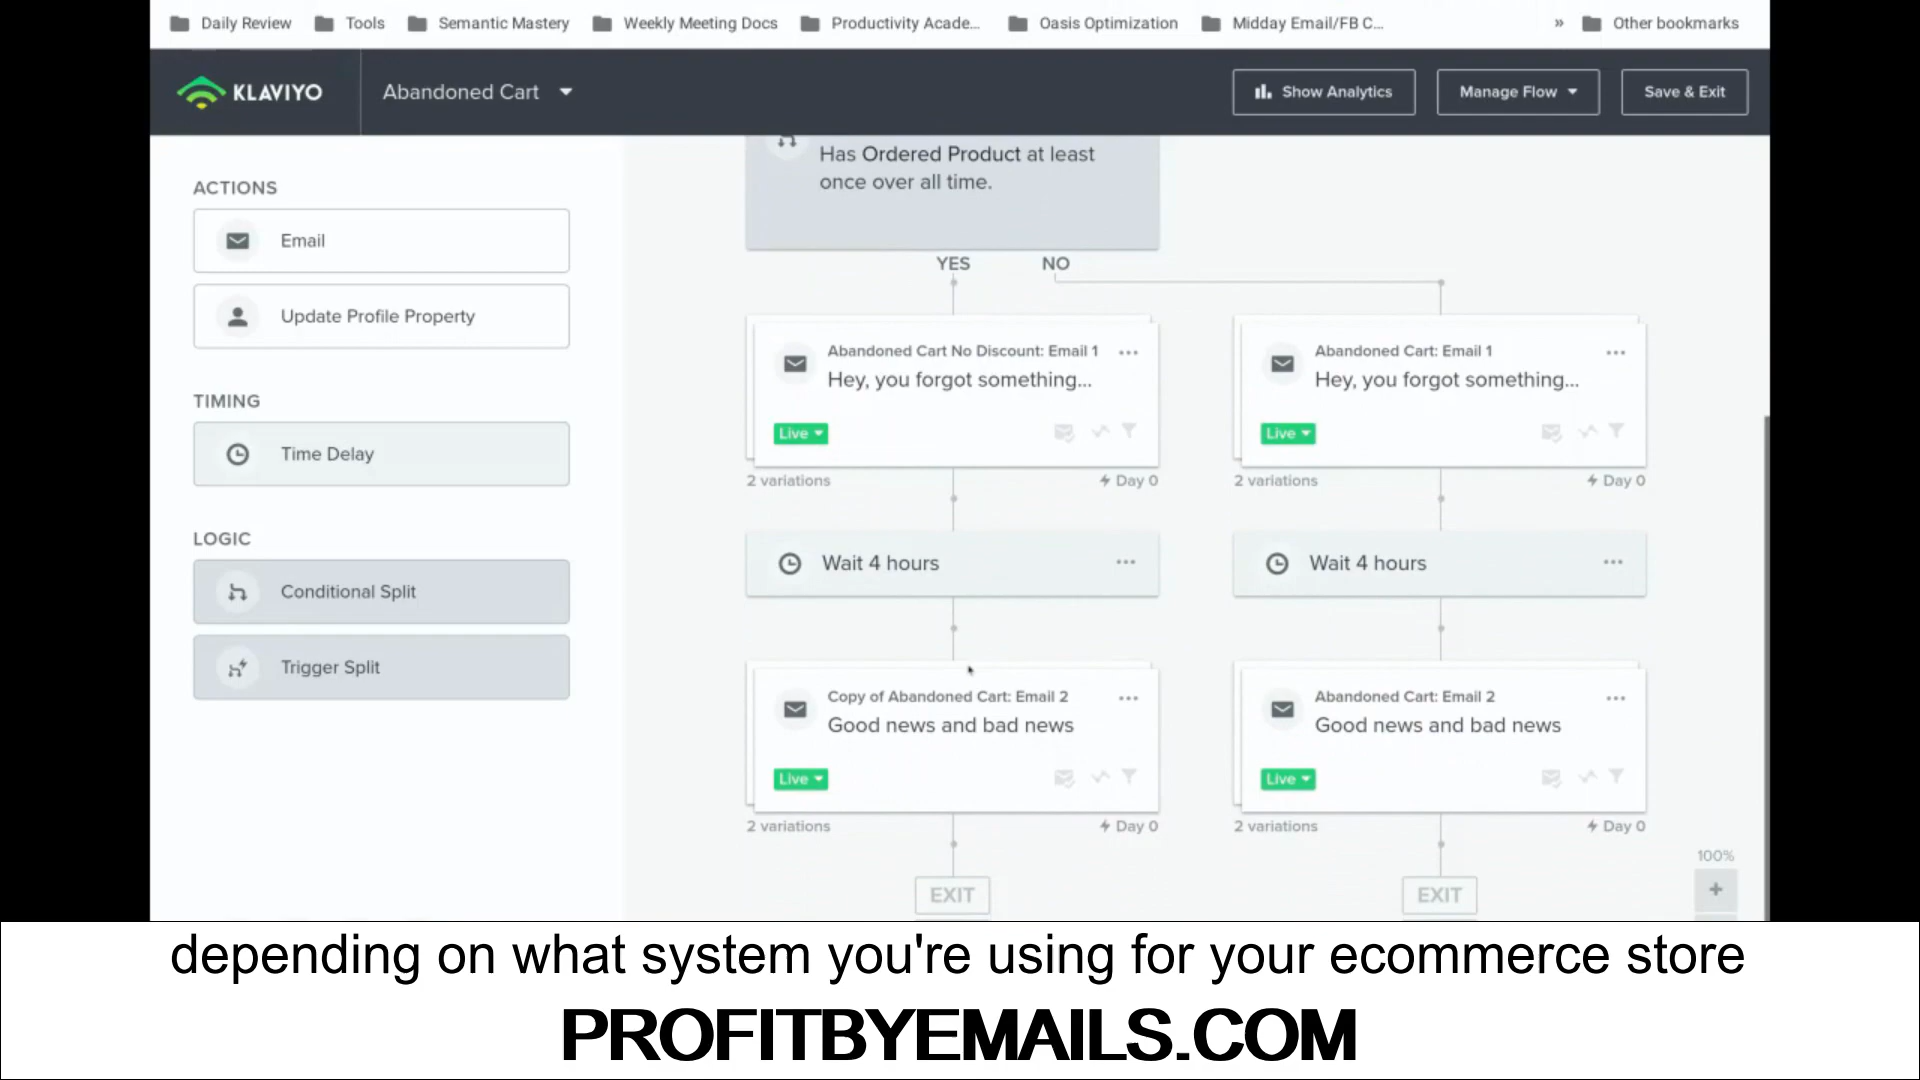 Daily Review Tools Semantic Mastery Weekly Meeting Docs Productivity Acade... Oasis Optimization Midday Email/FB C... » Other bookmarks
KLAVIYO Abandoned Cart Show Analytics Manage Flow Save & Exit
ACTIONS
Email
Update Profile Property
TIMING
Time Delay
LOGIC
Conditional Split
Trigger Split
Has Ordered Product at least
once over all time.
YES NO
Abandoned Cart No Discount: Email 1
Hey, you forgot something...
Live
2 variations Day 0
Wait 4 hours
Copy of Abandoned Cart: Email 2
Good news and bad news
Live
2 variations Day 0
EXIT
Abandoned Cart: Email 1
Hey, you forgot something...
Live
2 variations Day 0
Wait 4 hours
Abandoned Cart: Email 2
Good news and bad news
Live
2 variations Day 0
EXIT
100%
+
depending on what system you're using for your ecommerce store
PROFITBYEMAILS.COM